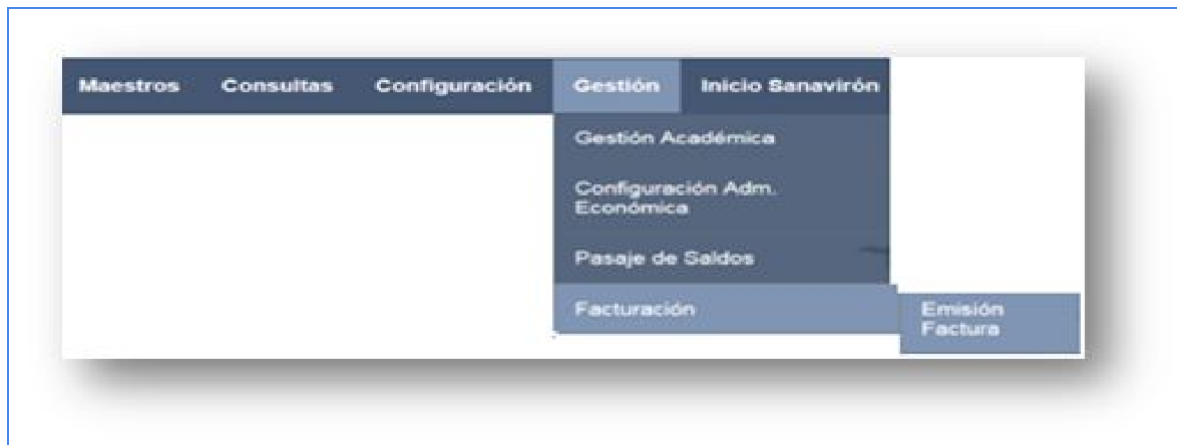 Maestros Consultas Configuración Gestión Inicio Sanavirón
Gestión Académica
Configuración Adm.
Económica
Pasaje de Saldos
Facturación
Emisión
Factura